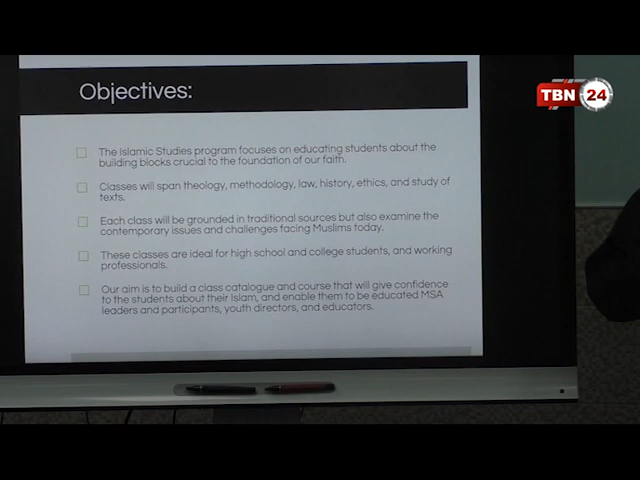 TBN 24
Objectives:
The Islamic Studies program focuses on educating students about the
building blocks crucial to the foundation of our faith.
Classes will span theology, methodology, law, history, ethics, and study of
texts.
Each class will be grounded in traditional sources but also examine the
contemporary issues and challenges facing Muslims today.
These classes are ideal for high school and college students, and working
professionals.
Our aim is to build a class catalogue and course that will give confidence
to the students about their Islam, and enable them to be educated MSA
leaders and participants, youth directors, and educators.